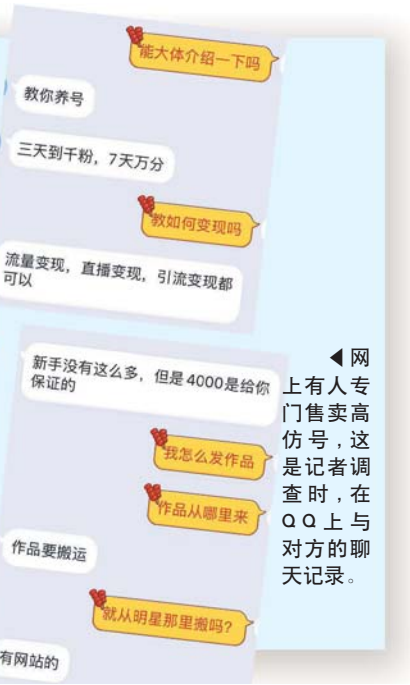 能大体介绍一下吗
教你养号
三天到千粉，7天万分
教如何变现吗
流量变现，直播变现，引流变现都
可以
新手没有这么多，但是4000是给你
保证的
我怎么发作品
作品从哪里来
作品要搬运
就从明星那里搬吗？
有网站的
◀网
上有人专
门售卖高
仿号，这
是记者调
查时，在
QQ上与
对方的聊
天记录。